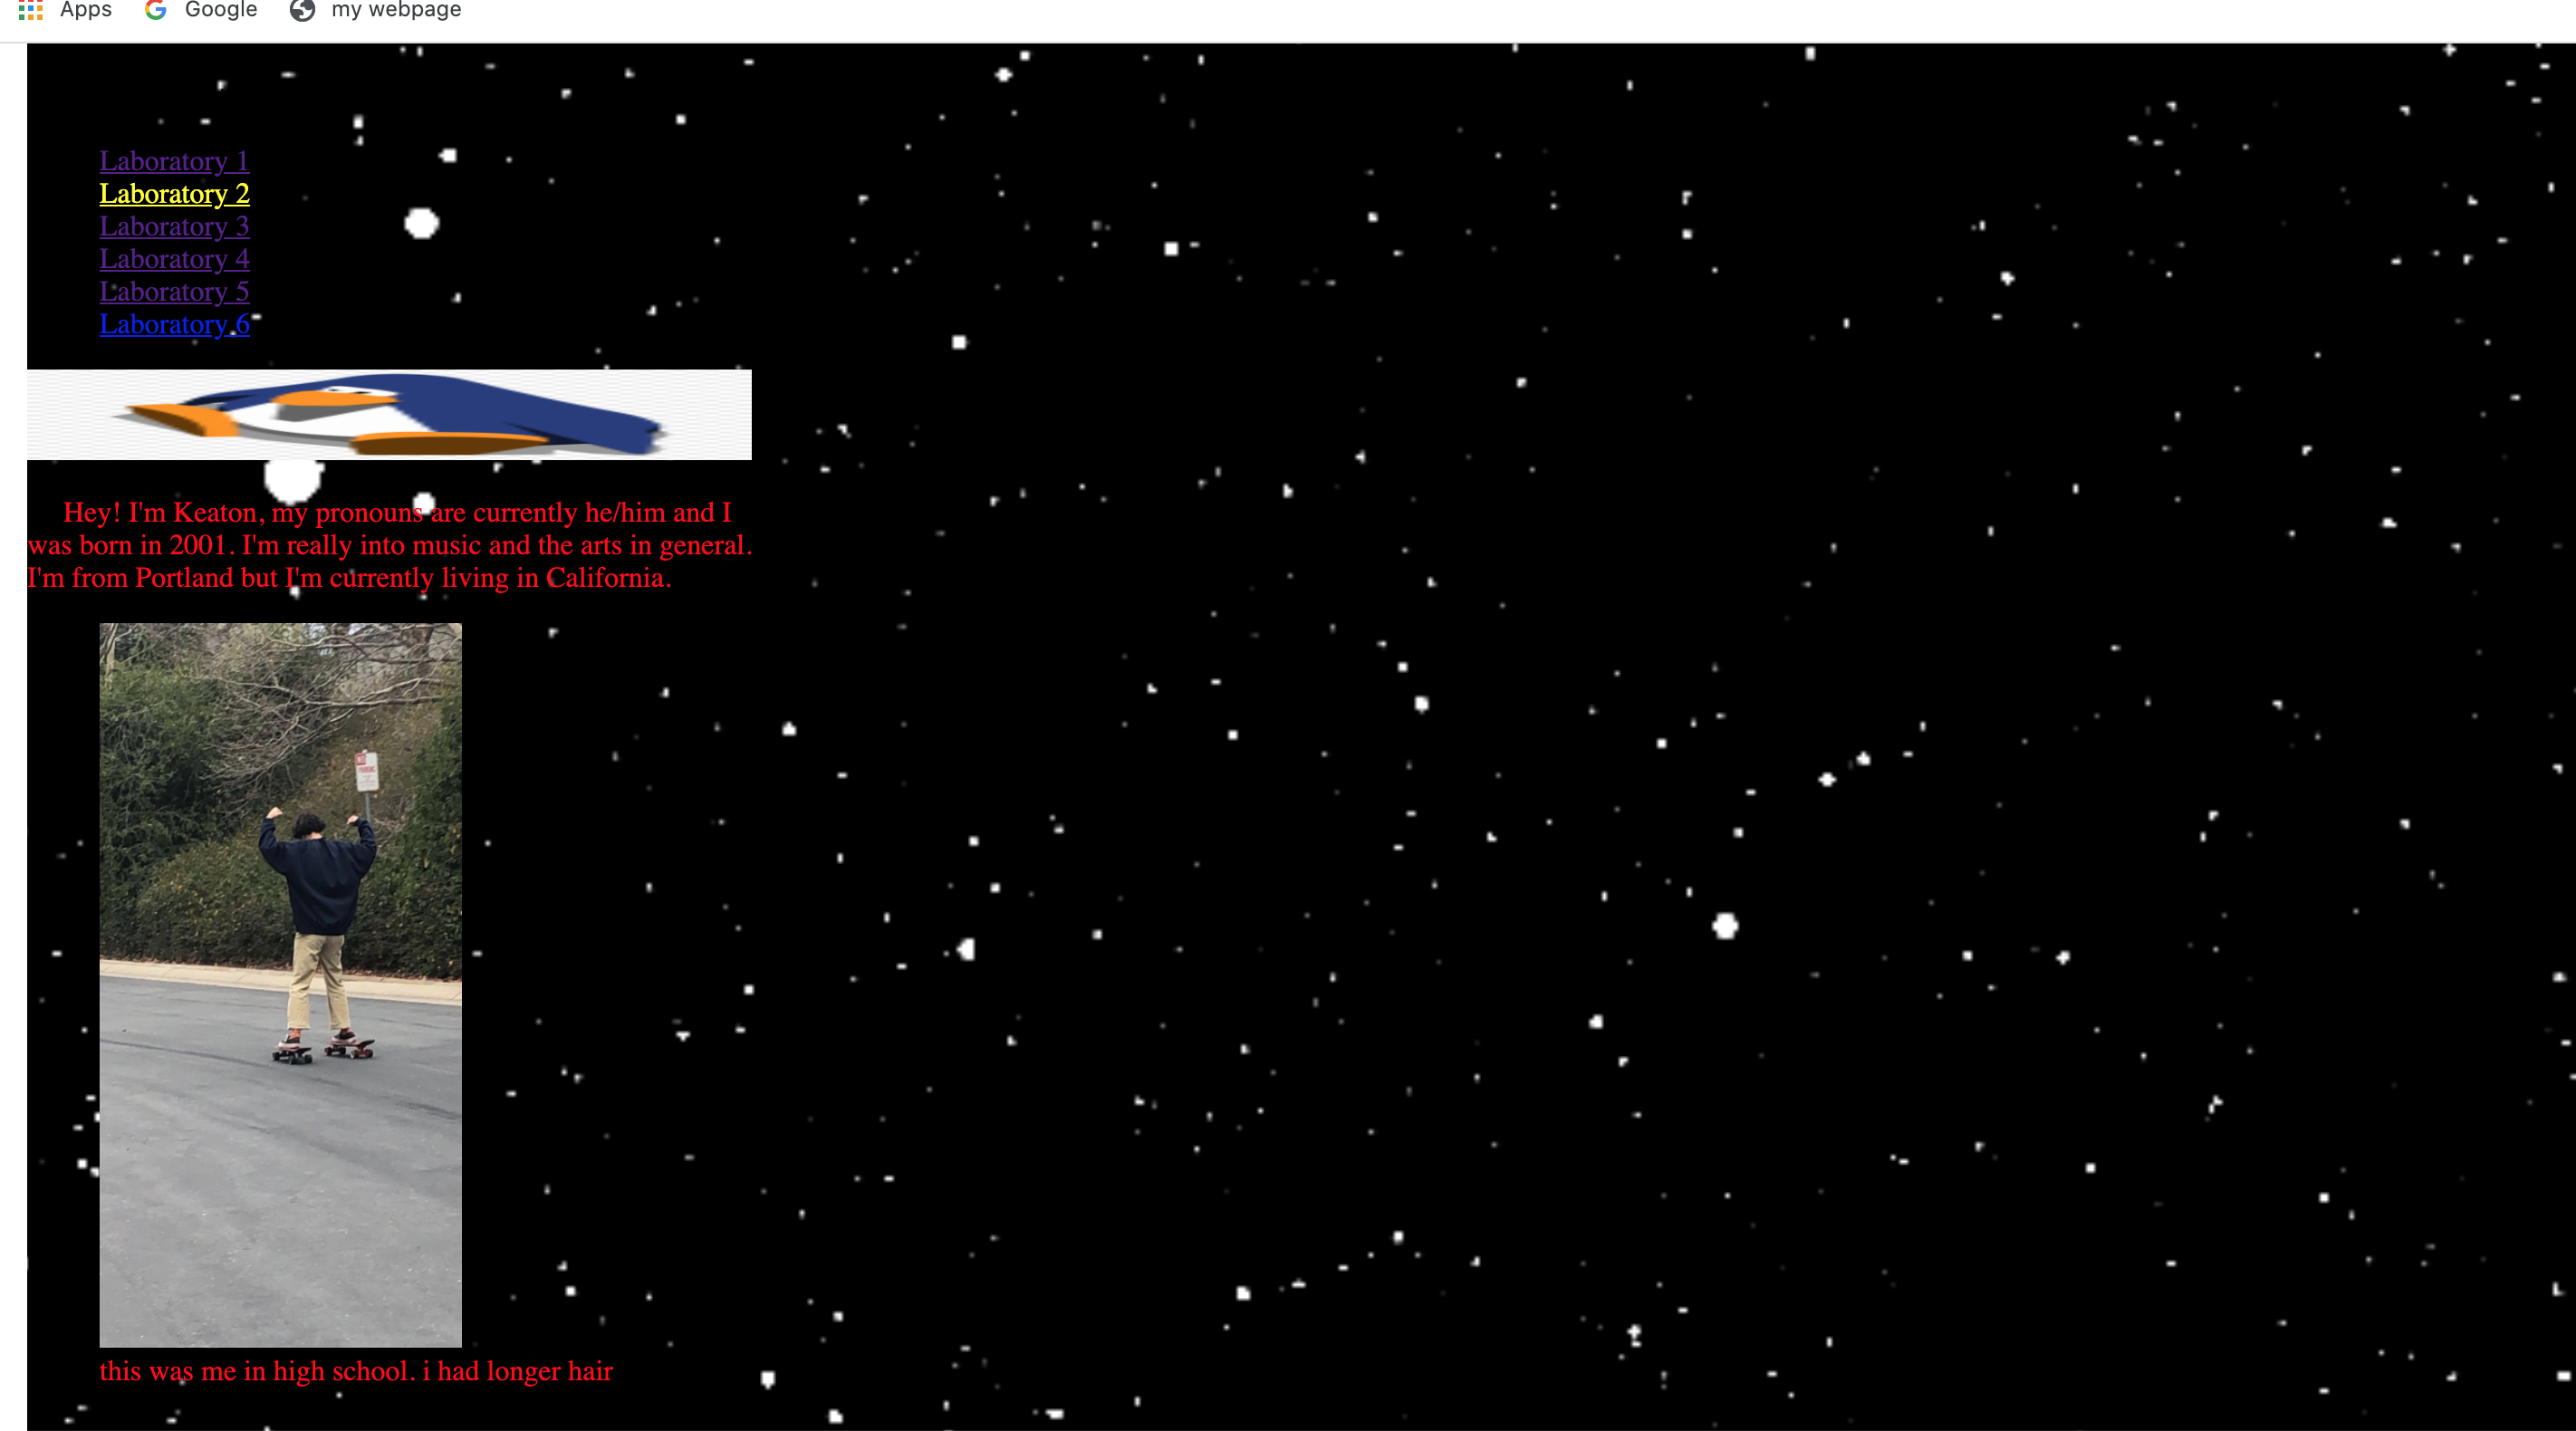 Apps Google my webpage
Laboratory 1
Laboratory 2
Laboratory 3
Laboratory 4
Laboratory 5
Laboratory 6
Hey! I'm Keaton, my pronouns are currently he/him and I
was born in 2001. I'm really into music and the arts in general.
I'm from Portland but I'm currently living in California.
NO
PARKING
this was me in high school. i had longer hair